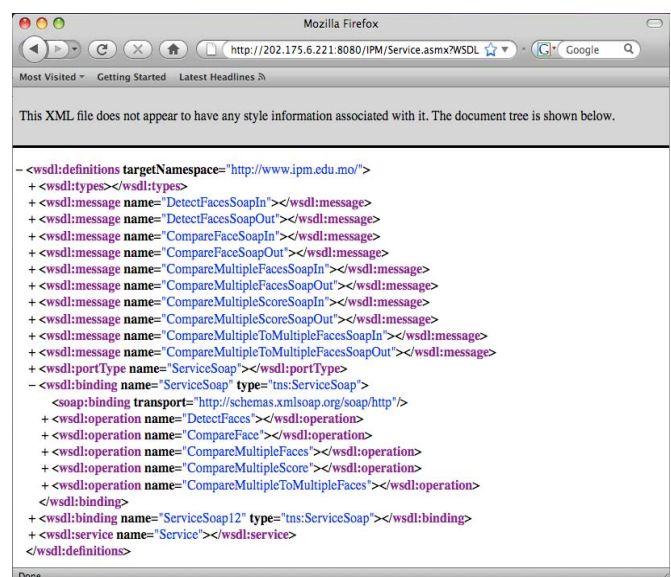 Mozilla Firefox
http://202.175.6.221:8080/IPM/Service.asmx?WSDL
G Google
Most Visited Getting Started Latest Headlines
This XML file does not appear to have any style information associated with it. The document tree is shown below.
− <wsdl:definitions targetNamespace="http://www.ipm.edu.mo/">
+ <wsdl:types></wsdl:types>
+ <wsdl:message name="DetectFacesSoapIn"></wsdl:message>
+ <wsdl:message name="DetectFacesSoapOut"></wsdl:message>
+ <wsdl:message name="CompareFaceSoapIn"></wsdl:message>
+ <wsdl:message name="CompareFaceSoapOut"></wsdl:message>
+ <wsdl:message name="CompareMultipleFacesSoapIn"></wsdl:message>
+ <wsdl:message name="CompareMultipleFacesSoapOut"></wsdl:message>
+ <wsdl:message name="CompareMultipleScoreSoapIn"></wsdl:message>
+ <wsdl:message name="CompareMultipleScoreSoapOut"></wsdl:message>
+ <wsdl:message name="CompareMultipleToMultipleFacesSoapIn"></wsdl:message>
+ <wsdl:message name="CompareMultipleToMultipleFacesSoapOut"></wsdl:message>
+ <wsdl:portType name="ServiceSoap"></wsdl:portType>
− <wsdl:binding name="ServiceSoap" type="tns:ServiceSoap">
<soap:binding transport="http://schemas.xmlsoap.org/soap/http"/>
+ <wsdl:operation name="DetectFaces"></wsdl:operation>
+ <wsdl:operation name="CompareFace"></wsdl:operation>
+ <wsdl:operation name="CompareMultipleFaces"></wsdl:operation>
+ <wsdl:operation name="CompareMultipleScore"></wsdl:operation>
+ <wsdl:operation name="CompareMultipleToMultipleFaces"></wsdl:operation>
</wsdl:binding>
+ <wsdl:binding name="ServiceSoap12" type="tns:ServiceSoap"></wsdl:binding>
+ <wsdl:service name="Service"></wsdl:service>
</wsdl:definitions>
Done